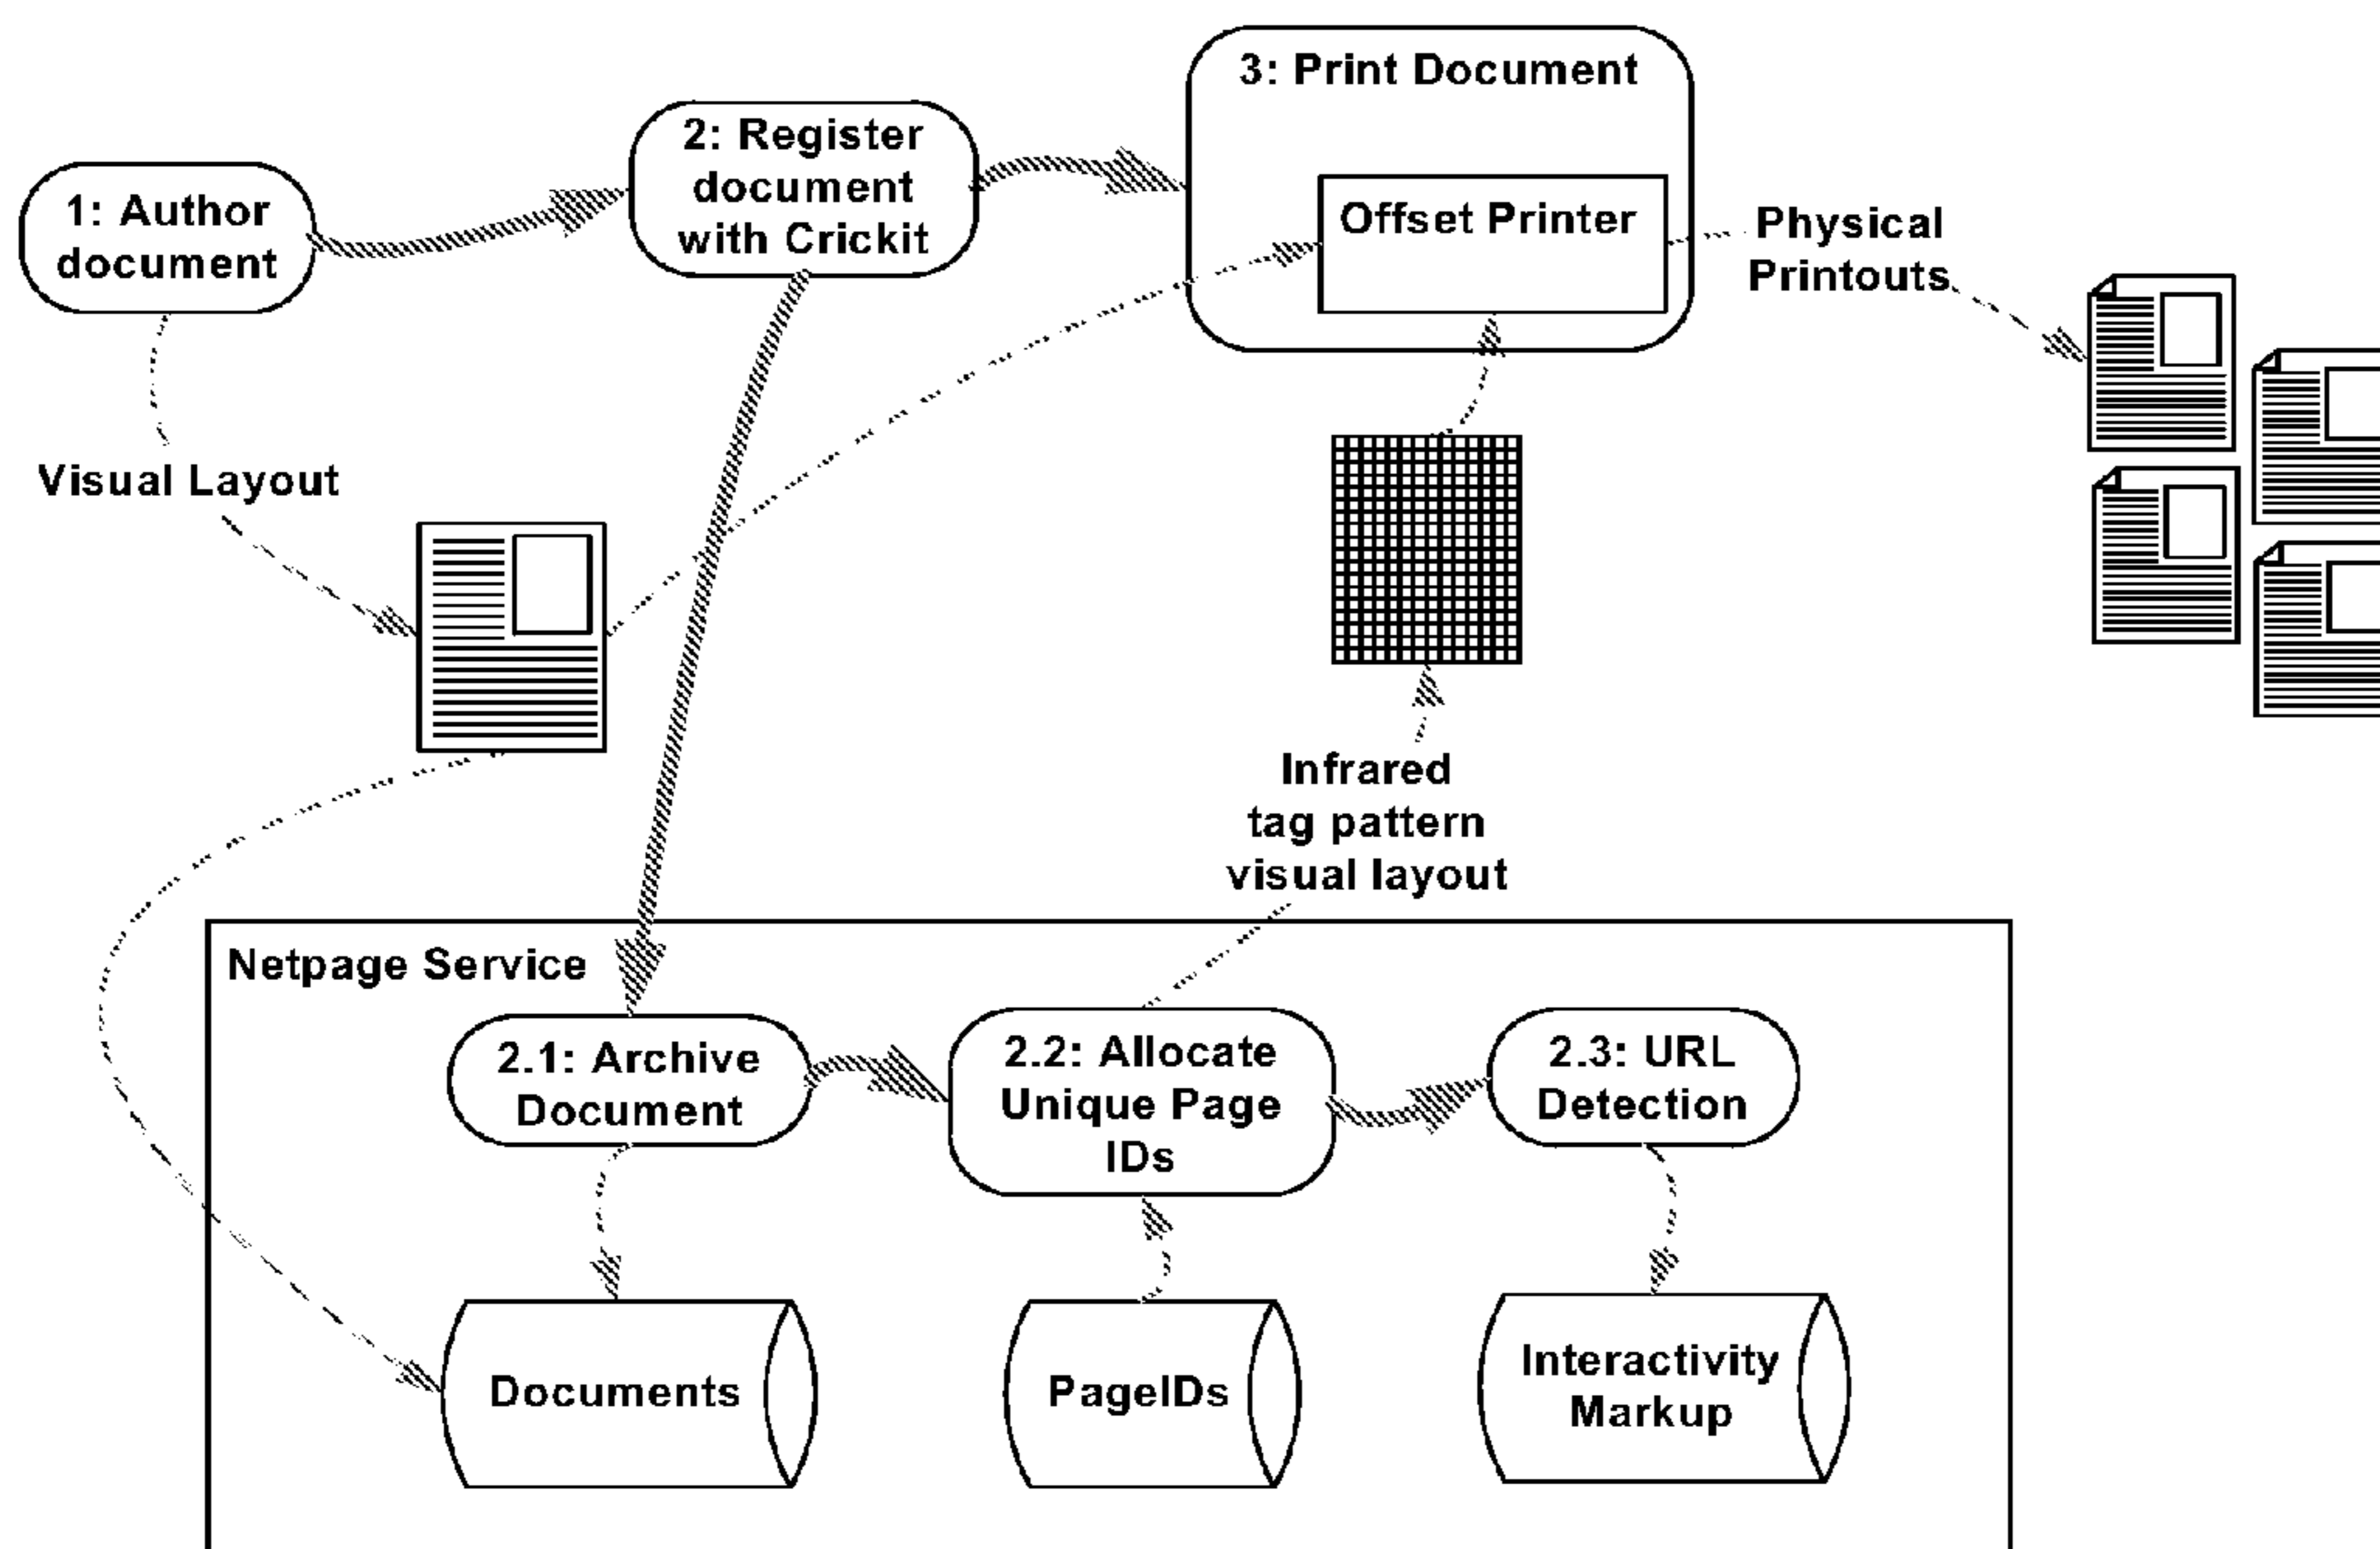 3: Print Document
2: Register
document
with Crickit
1: Author
document
Offset Printer
Physical
Printouts
Visual Layout
Infrared
tag pattern
visual layout
Netpage Service
2.1: Archive
Document
2.2: Allocate
Unique Page
IDs
2.3: URL
Detection
Documents
PageIDs
Interactivity
Markup